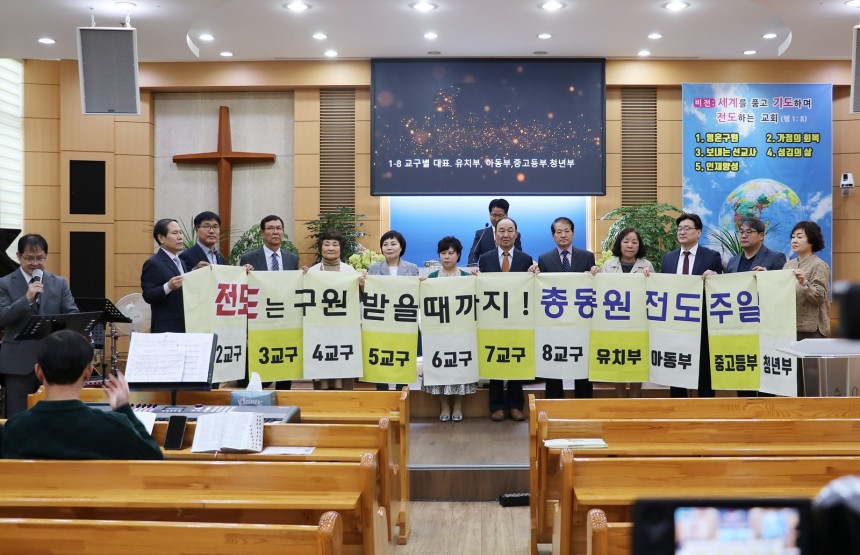 1-8 교구별 대표. 유치부, 아동부,중고등부.청년부
비전: 세계를 품고 기도하며
전도하는 교회 (행 1: 8)
1. 영혼구원 2. 가정의 회복
3. 보내는 선교사 4. 섬김의 삶
5. 인재양성
전도는 구원 받을때까지! 총동원 전도주일
2교구 3교구 4교구 5교구 6교구 7교구 8교구 유치부 아동부 중고등부 청년부